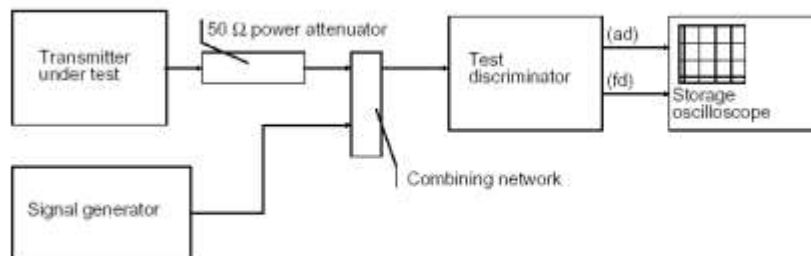 50 Ω power attenuator
Transmitter
under test
Test
discriminator
(ad)
(fd)
Storage
oscilloscope
Combining network
Signal generator